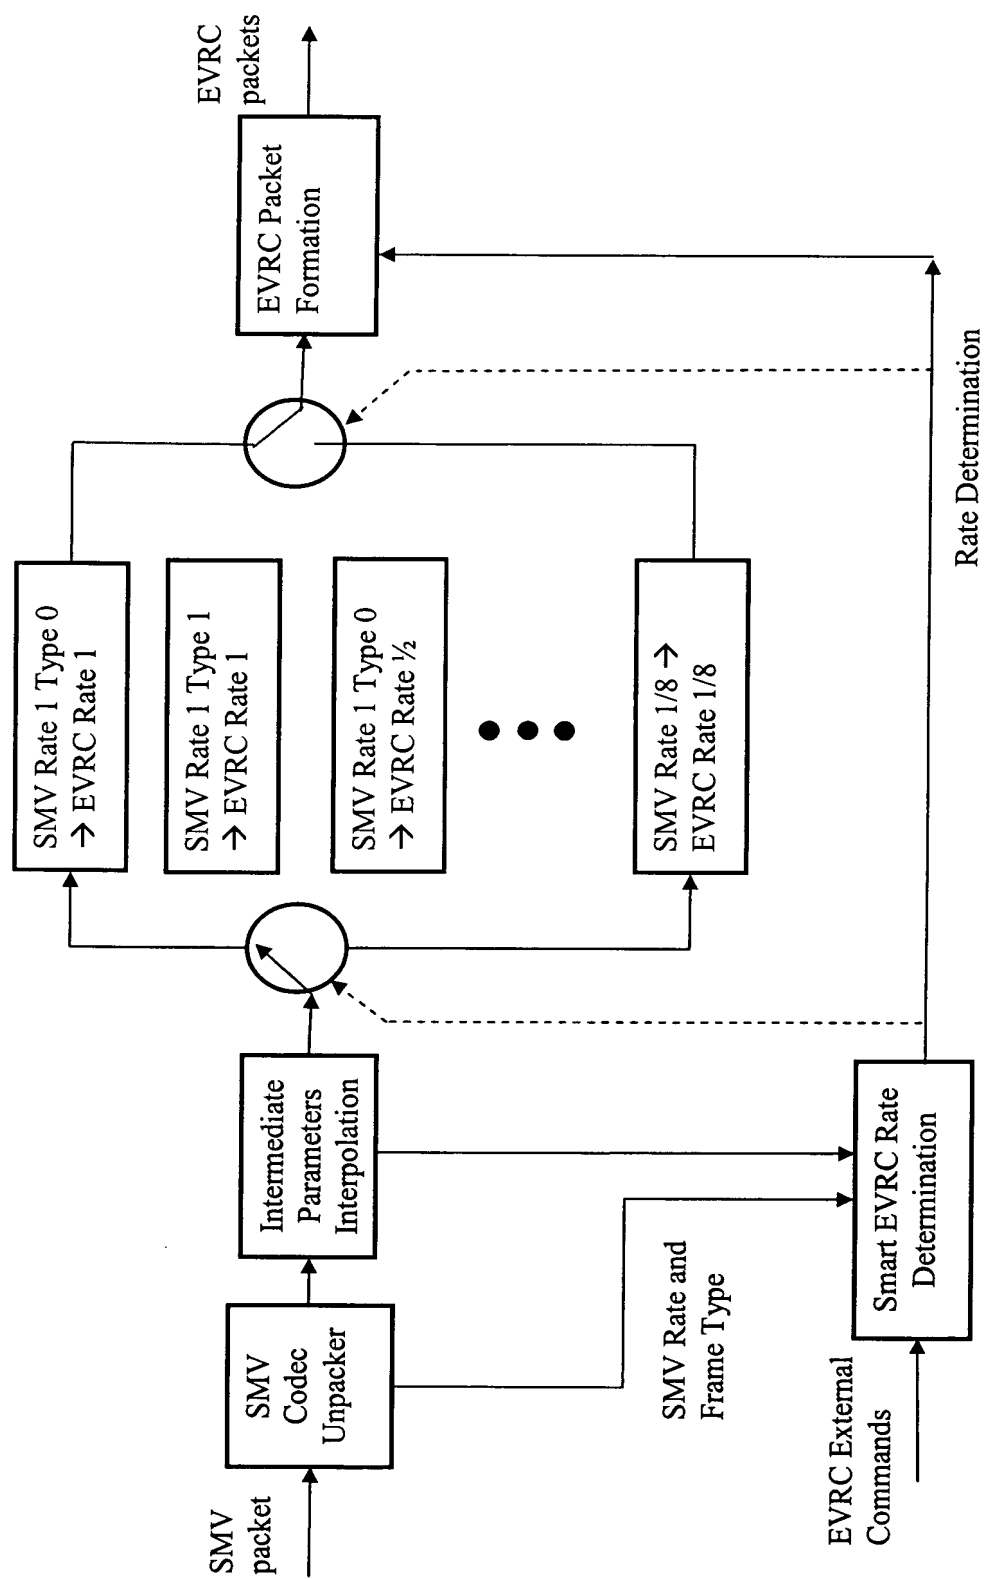 SMV
packet
SMV
Codec
Unpacker
Intermediate
Parameters
Interpolation
SMV Rate 1 Type 0
→ EVRC Rate 1
SMV Rate 1 Type 1
→ EVRC Rate 1
SMV Rate 1 Type 0
→ EVRC Rate ½
SMV Rate 1/8 →
EVRC Rate 1/8
EVRC Packet
Formation
EVRC
packets
SMV Rate and
Frame Type
EVRC External
Commands
Smart EVRC Rate
Determination
Rate Determination